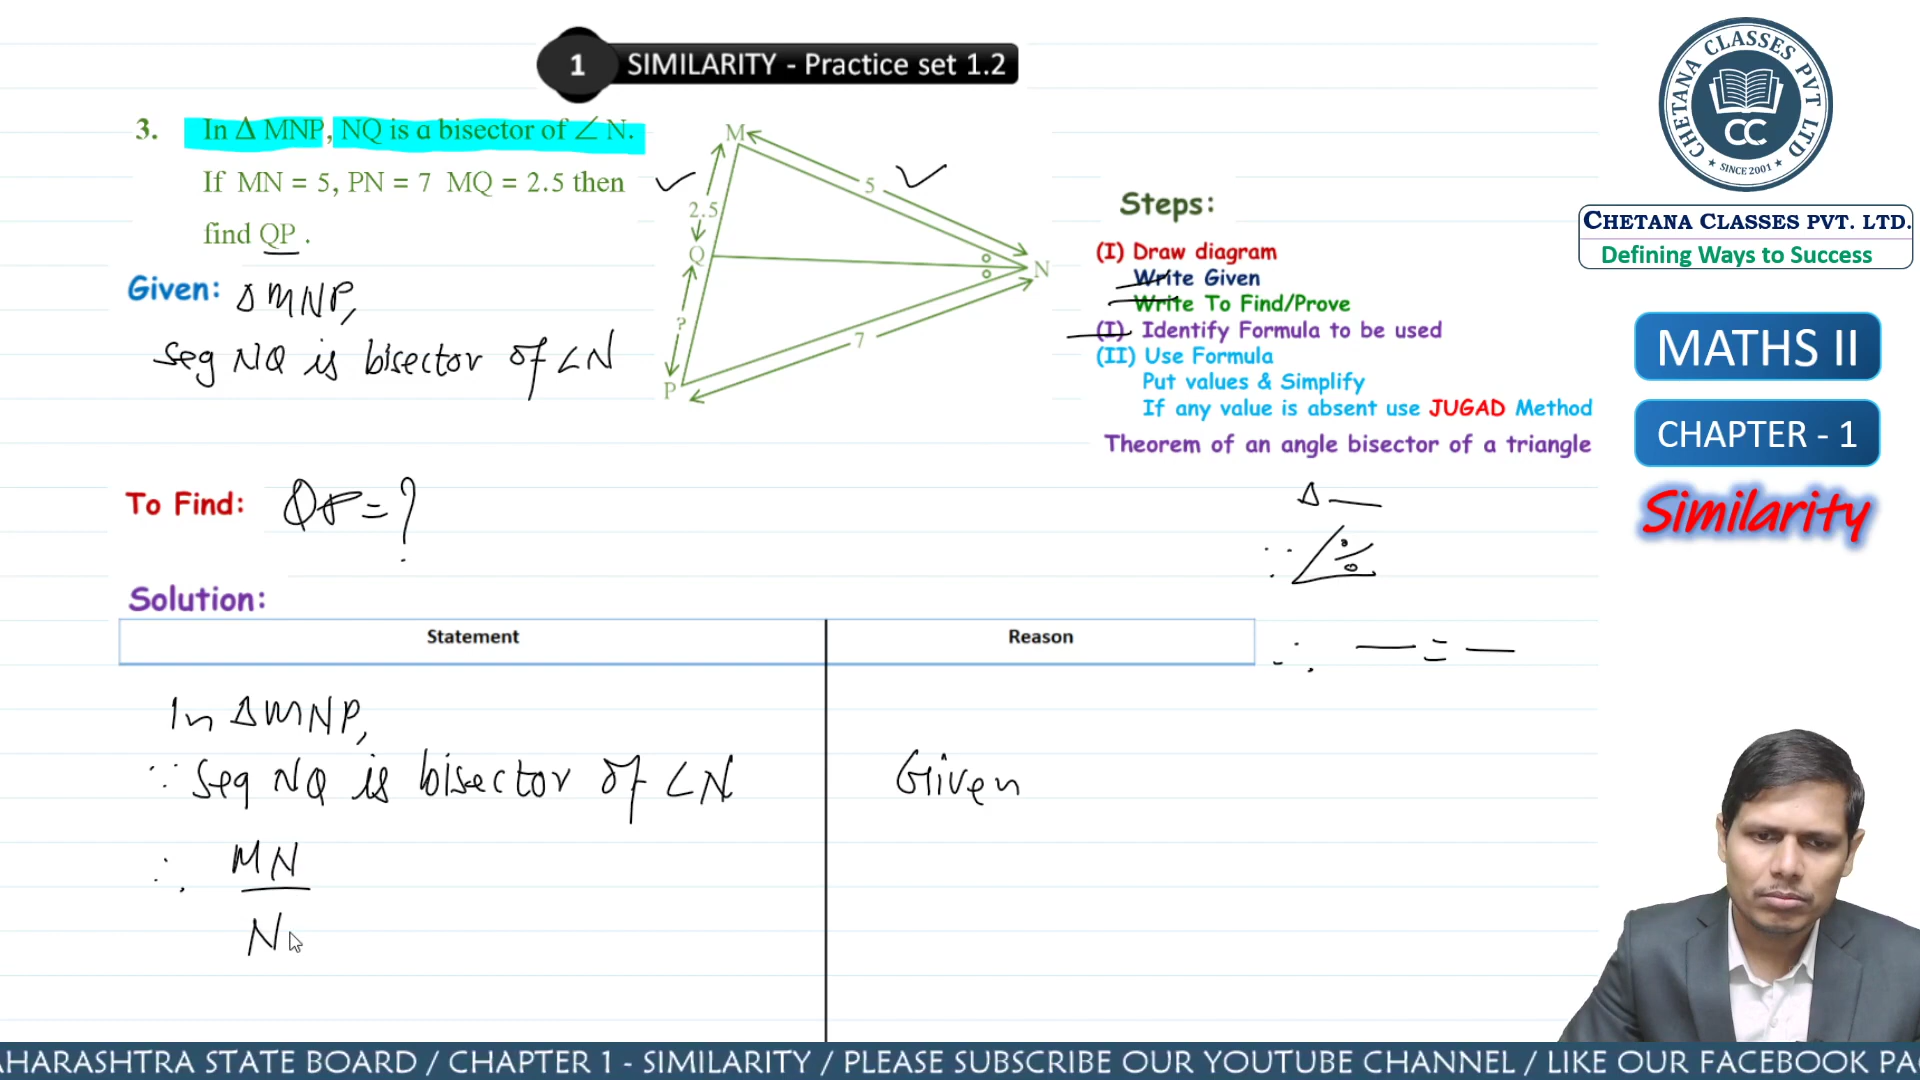 1 SIMILARITY - Practice set 1.2
3. In Δ MNP, NQ is a bisector of ∠ N.
If MN = 5, PN = 7 MQ = 2.5 then
find QP .
Given: Δ MNP,
seg NQ is bisector of ∠N
To Find: QP = ?
Solution:
Statement Reason
In Δ MNP,
∵ seg NQ is bisector of ∠N Given
∴ MN
N
M
5
2.5
Q
N
?
7
P
Steps:
(I) Draw diagram
Write Given
Write To Find/Prove
(I) Identify Formula to be used
(II) Use Formula
Put values & Simplify
If any value is absent use JUGAD Method
Theorem of an angle bisector of a triangle
Δ __
∵
∴ __ = __
CHETANA CLASSES PVT LTD
CC
SINCE 2001
CHETANA CLASSES PVT. LTD.
Defining Ways to Success
MATHS II
CHAPTER - 1
Similarity
AHARASHTRA STATE BOARD / CHAPTER 1 - SIMILARITY / PLEASE SUBSCRIBE OUR YOUTUBE CHANNEL / LIKE OUR FACEBOOK PA